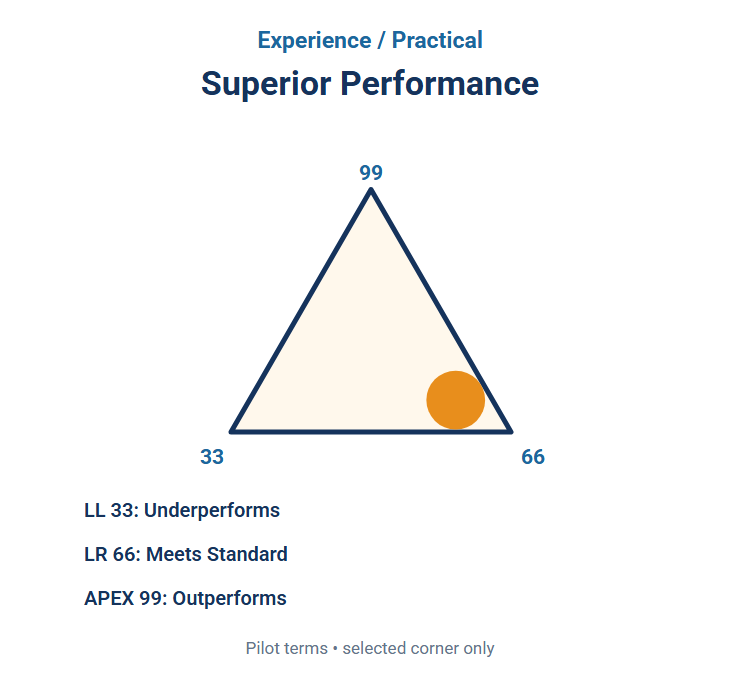 Experience / Practical
Superior Performance
99
33
66
LL 33: Underperforms
LR 66: Meets Standard
APEX 99: Outperforms
Pilot terms • selected corner only